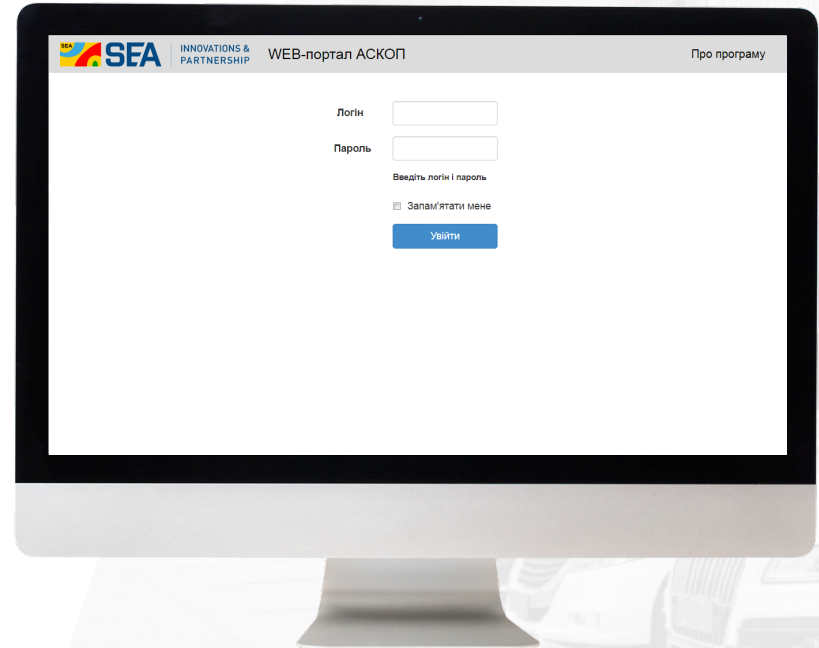 SEA
SEA
INNOVATIONS &
PARTNERSHIP
WEB-портал АСКОП
Про програму
Логін
Пароль
Введіть логін і пароль
Запам'ятати мене
Увійти